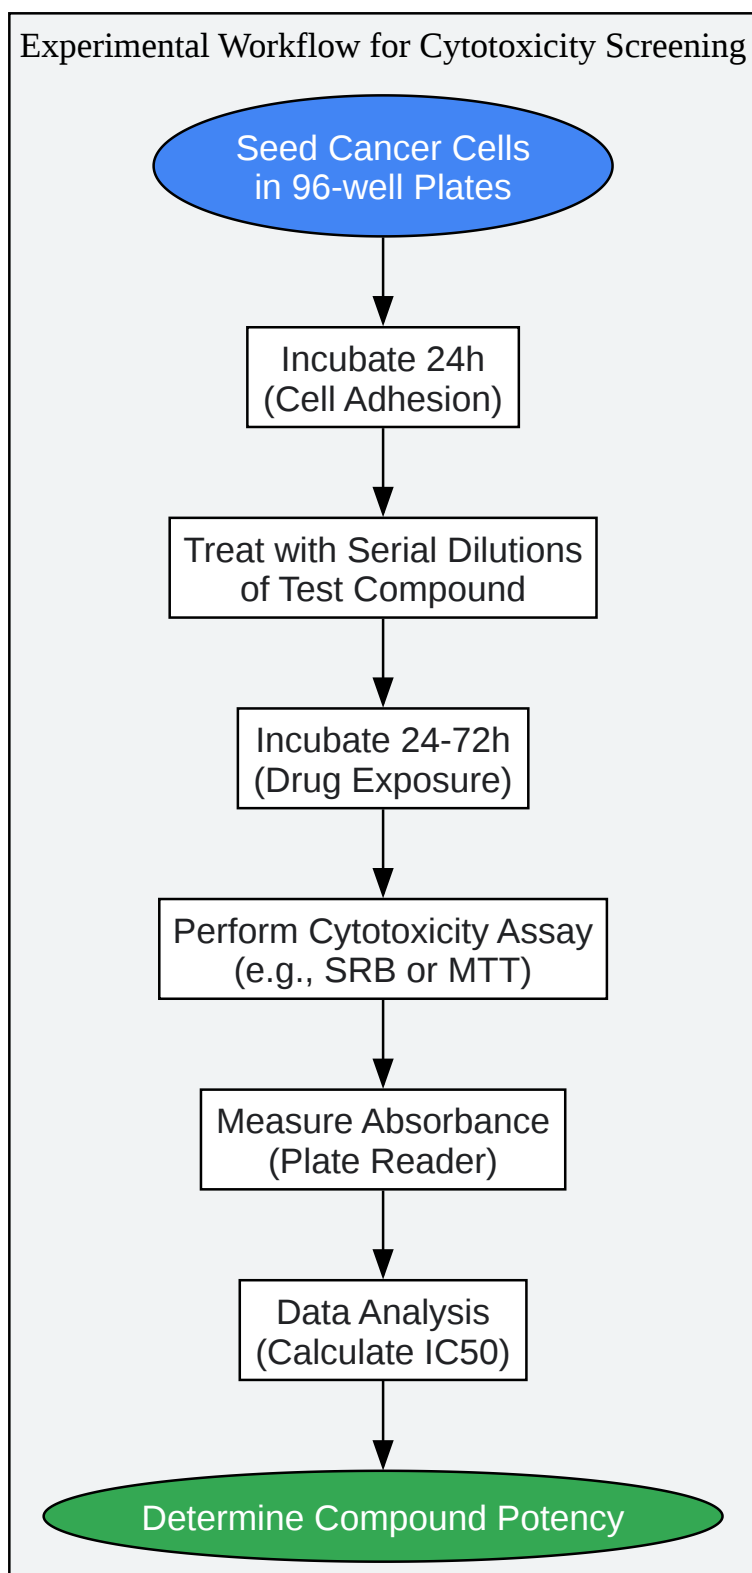 Experimental Workflow for Cytotoxicity Screening
Seed Cancer Cells
in 96-well Plates
Incubate 24h
(Cell Adhesion)
Treat with Serial Dilutions
of Test Compound
Incubate 24-72h
(Drug Exposure)
Perform Cytotoxicity Assay
(e.g., SRB or MTT)
Measure Absorbance
(Plate Reader)
Data Analysis
(Calculate IC50)
Determine Compound Potency